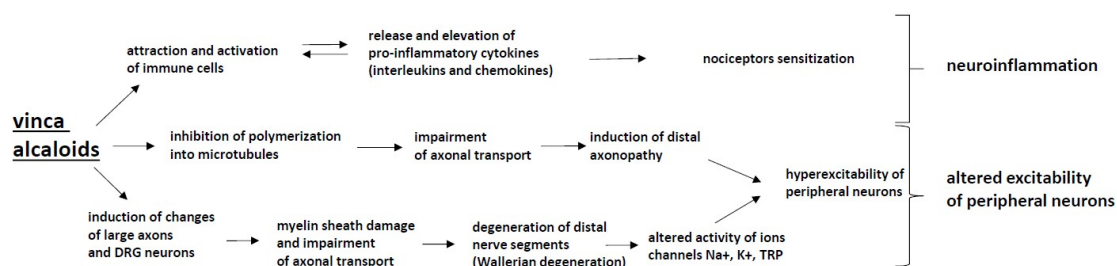 attraction and activation
of immune cells
release and elevation of
pro-inflammatory cytokines
(interleukins and chemokines)
nociceptors sensitization
neuroinflammation
vinca
alcaloids
inhibition of polymerization
into microtubules
impairment
of axonal transport
induction of distal
axonopathy
hyperexcitability of
peripheral neurons
altered excitability
of peripheral neurons
induction of changes
of large axons
and DRG neurons
myelin sheath damage
and impairment
of axonal transport
degeneration of distal
nerve segments
(Wallerian degeneration)
altered activity of ions
channels Na+, K+, TRP